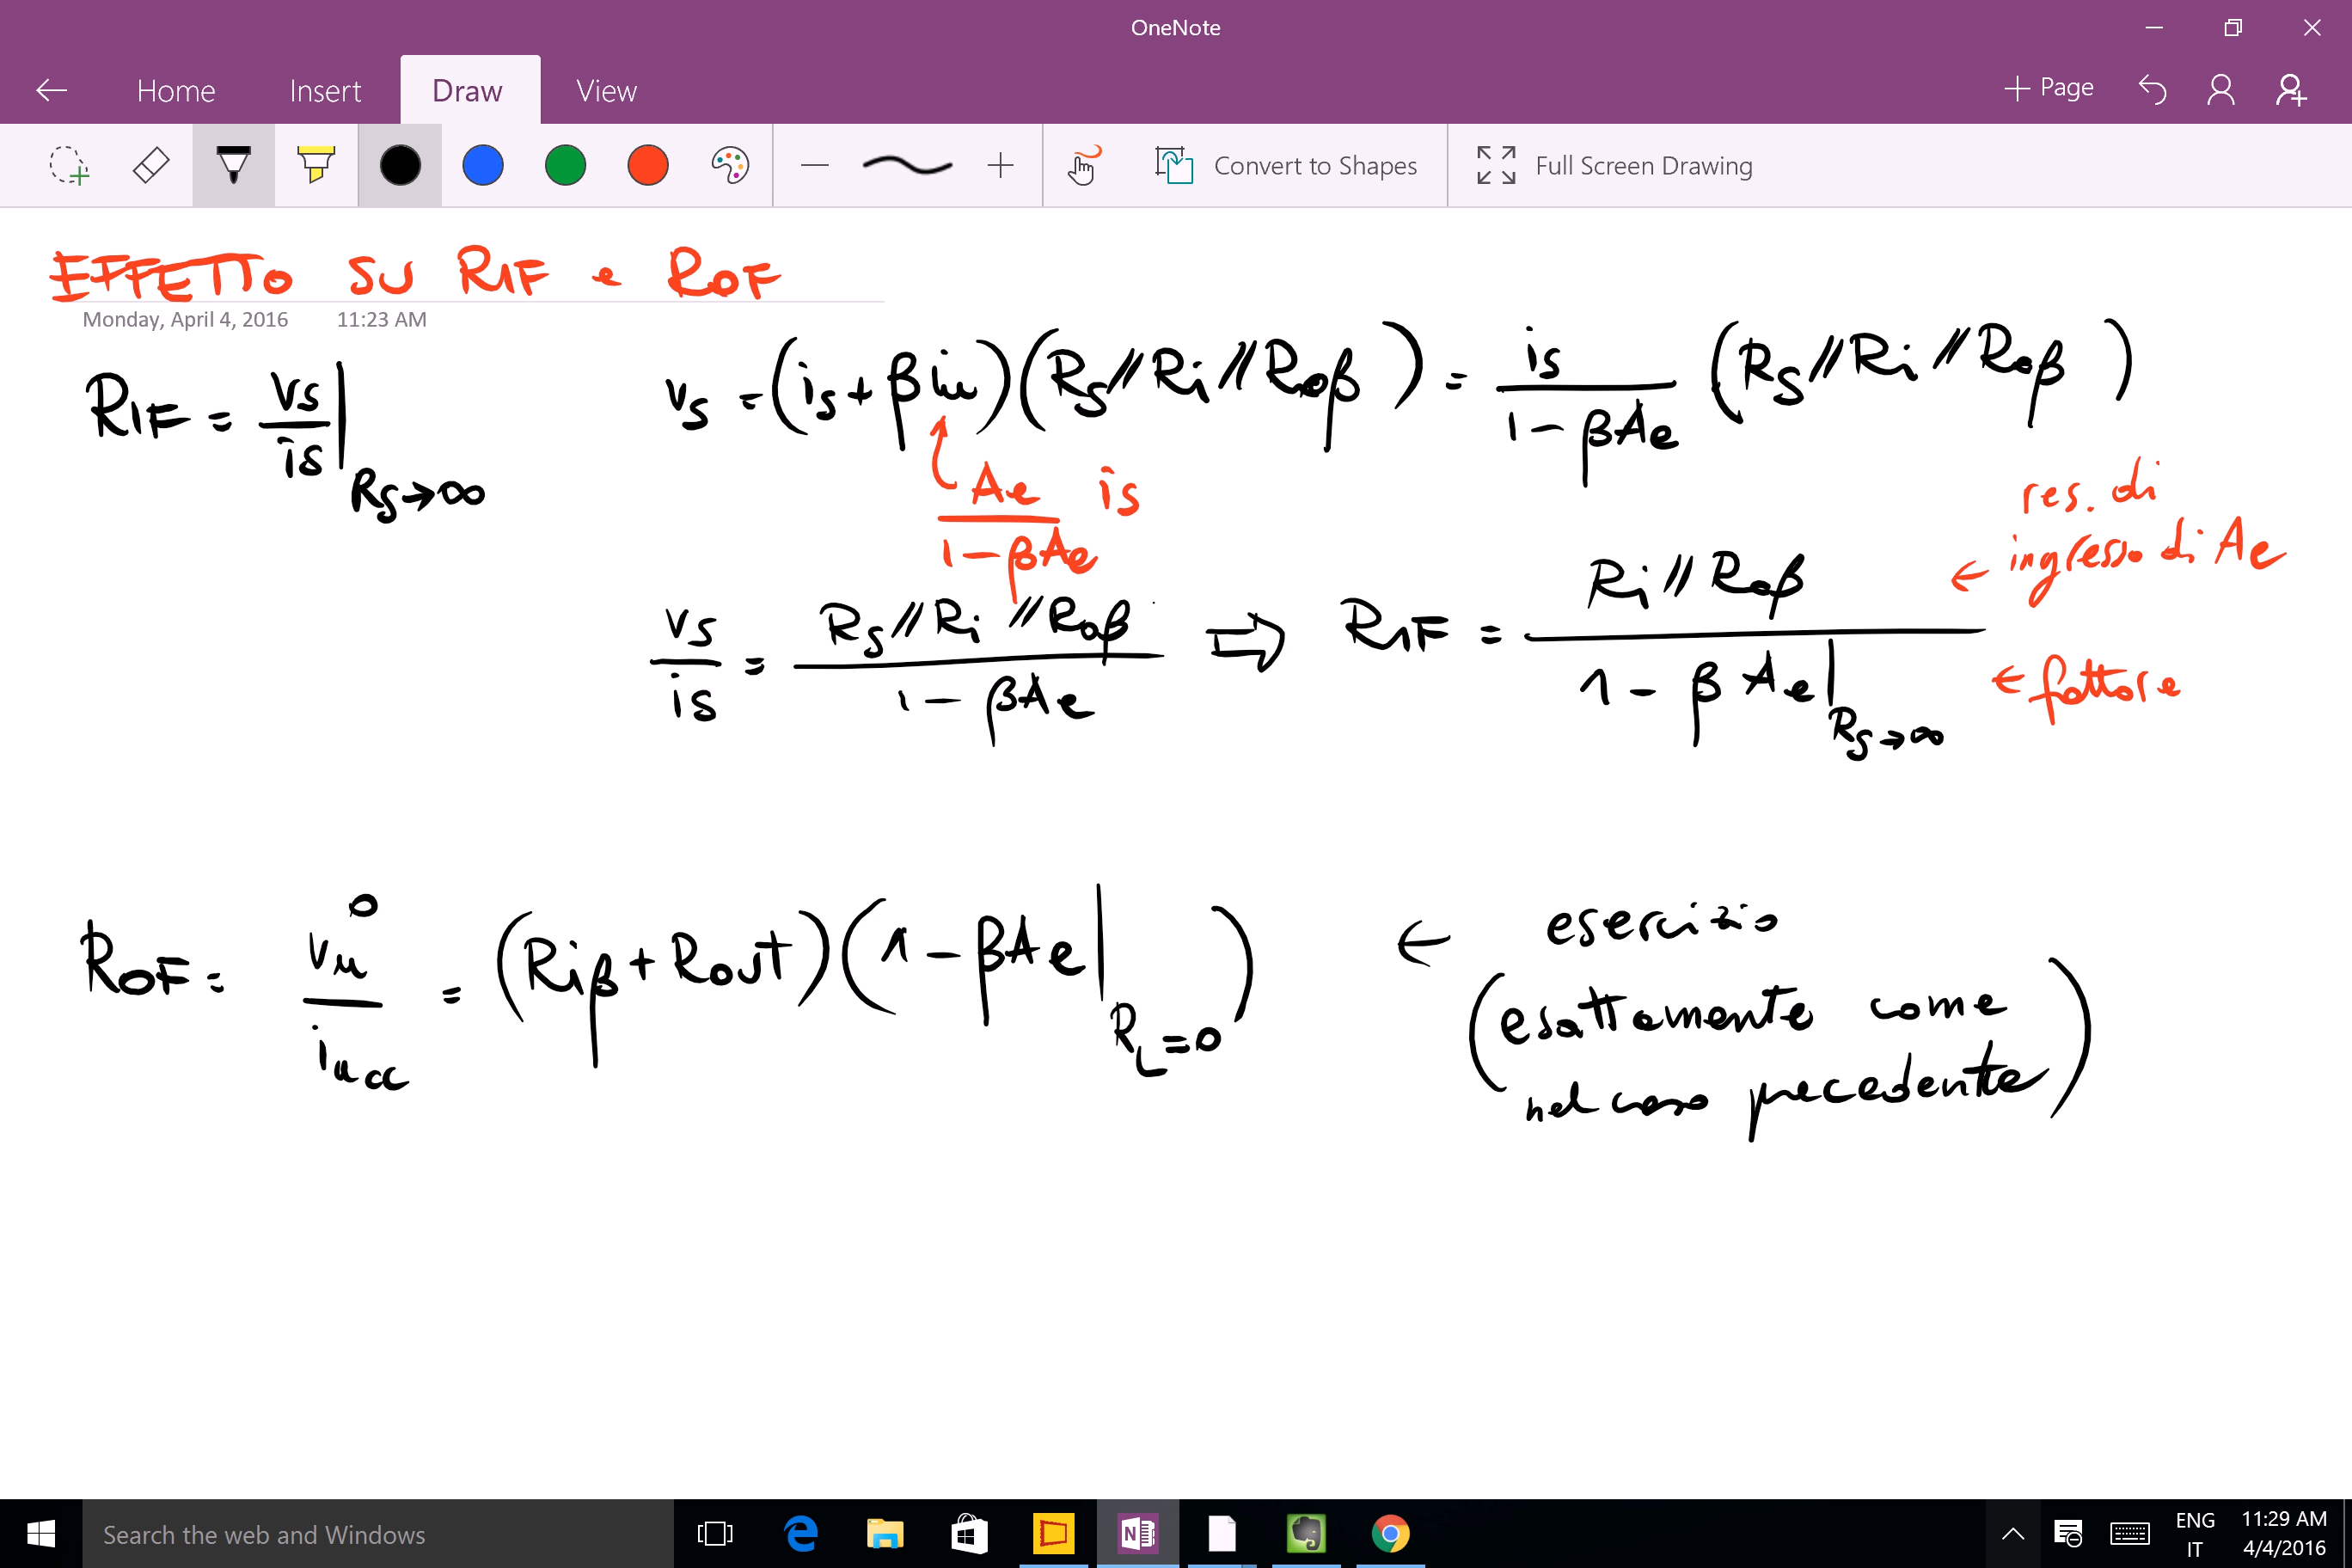 OneNote
Home Insert Draw View + Page
Convert to Shapes Full Screen Drawing
EFFETTO SU RIF e ROF
Monday, April 4, 2016 11:23 AM
RIF = vs/is |Rs→∞
vs = (is + β iu)(Rs//Ri//Roβ) = is/(1-βAe) (Rs//Ri//Roβ)
Ae/(1-βAe) is
vs/is = Rs//Ri//Roβ/(1-βAe) ⇒ RIF = Ri//Roβ/(1-βAe|Rs→∞)
← res. di
ingresso di Ae
← fattore
ROF = vu°/iucc = (Riβ + Rout)(1-βAe|RL=0) ← esercizio
(esattamente come
nel caso precedente)
Search the web and Windows
ENG
IT
11:29 AM
4/4/2016